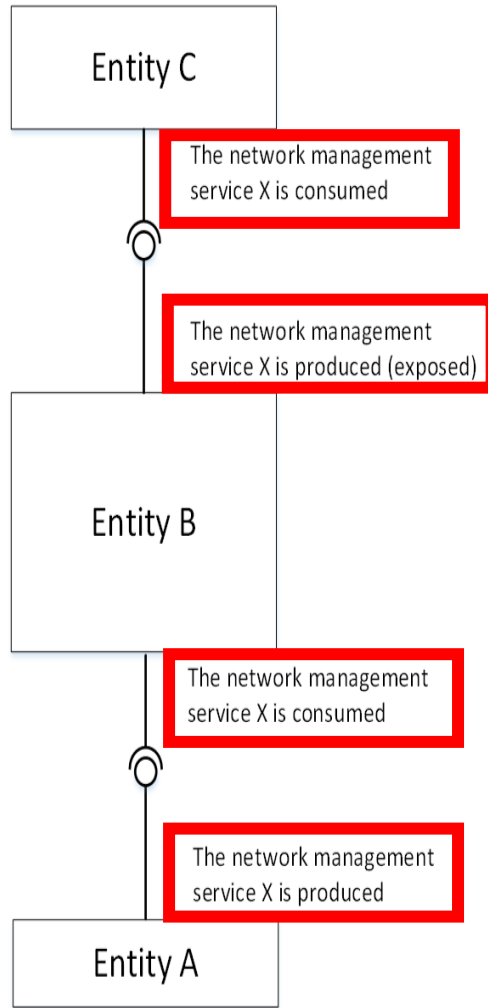 Entity C
The network management
service X is consumed
The network management
service X is produced (exposed)
Entity B
The network management
service X is consumed
The network management
service X is produced
Entity A